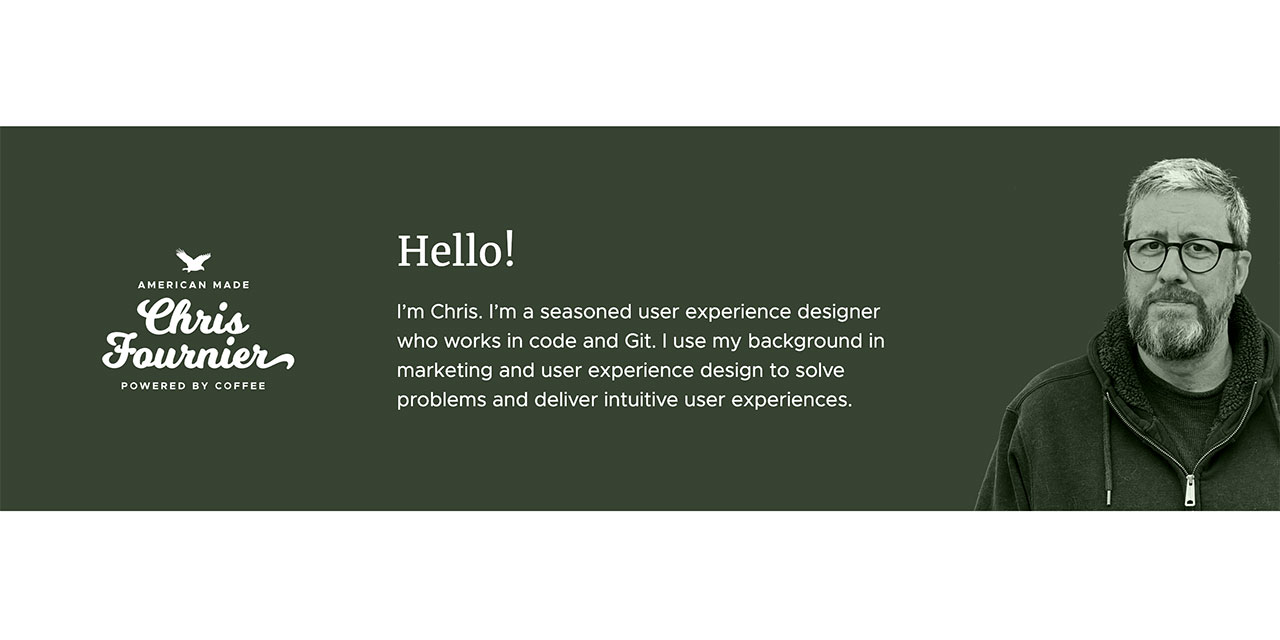 AMERICAN MADE
Chris
Fournier
POWERED BY COFFEE
Hello!
I’m Chris. I’m a seasoned user experience designer
who works in code and Git. I use my background in
marketing and user experience design to solve
problems and deliver intuitive user experiences.